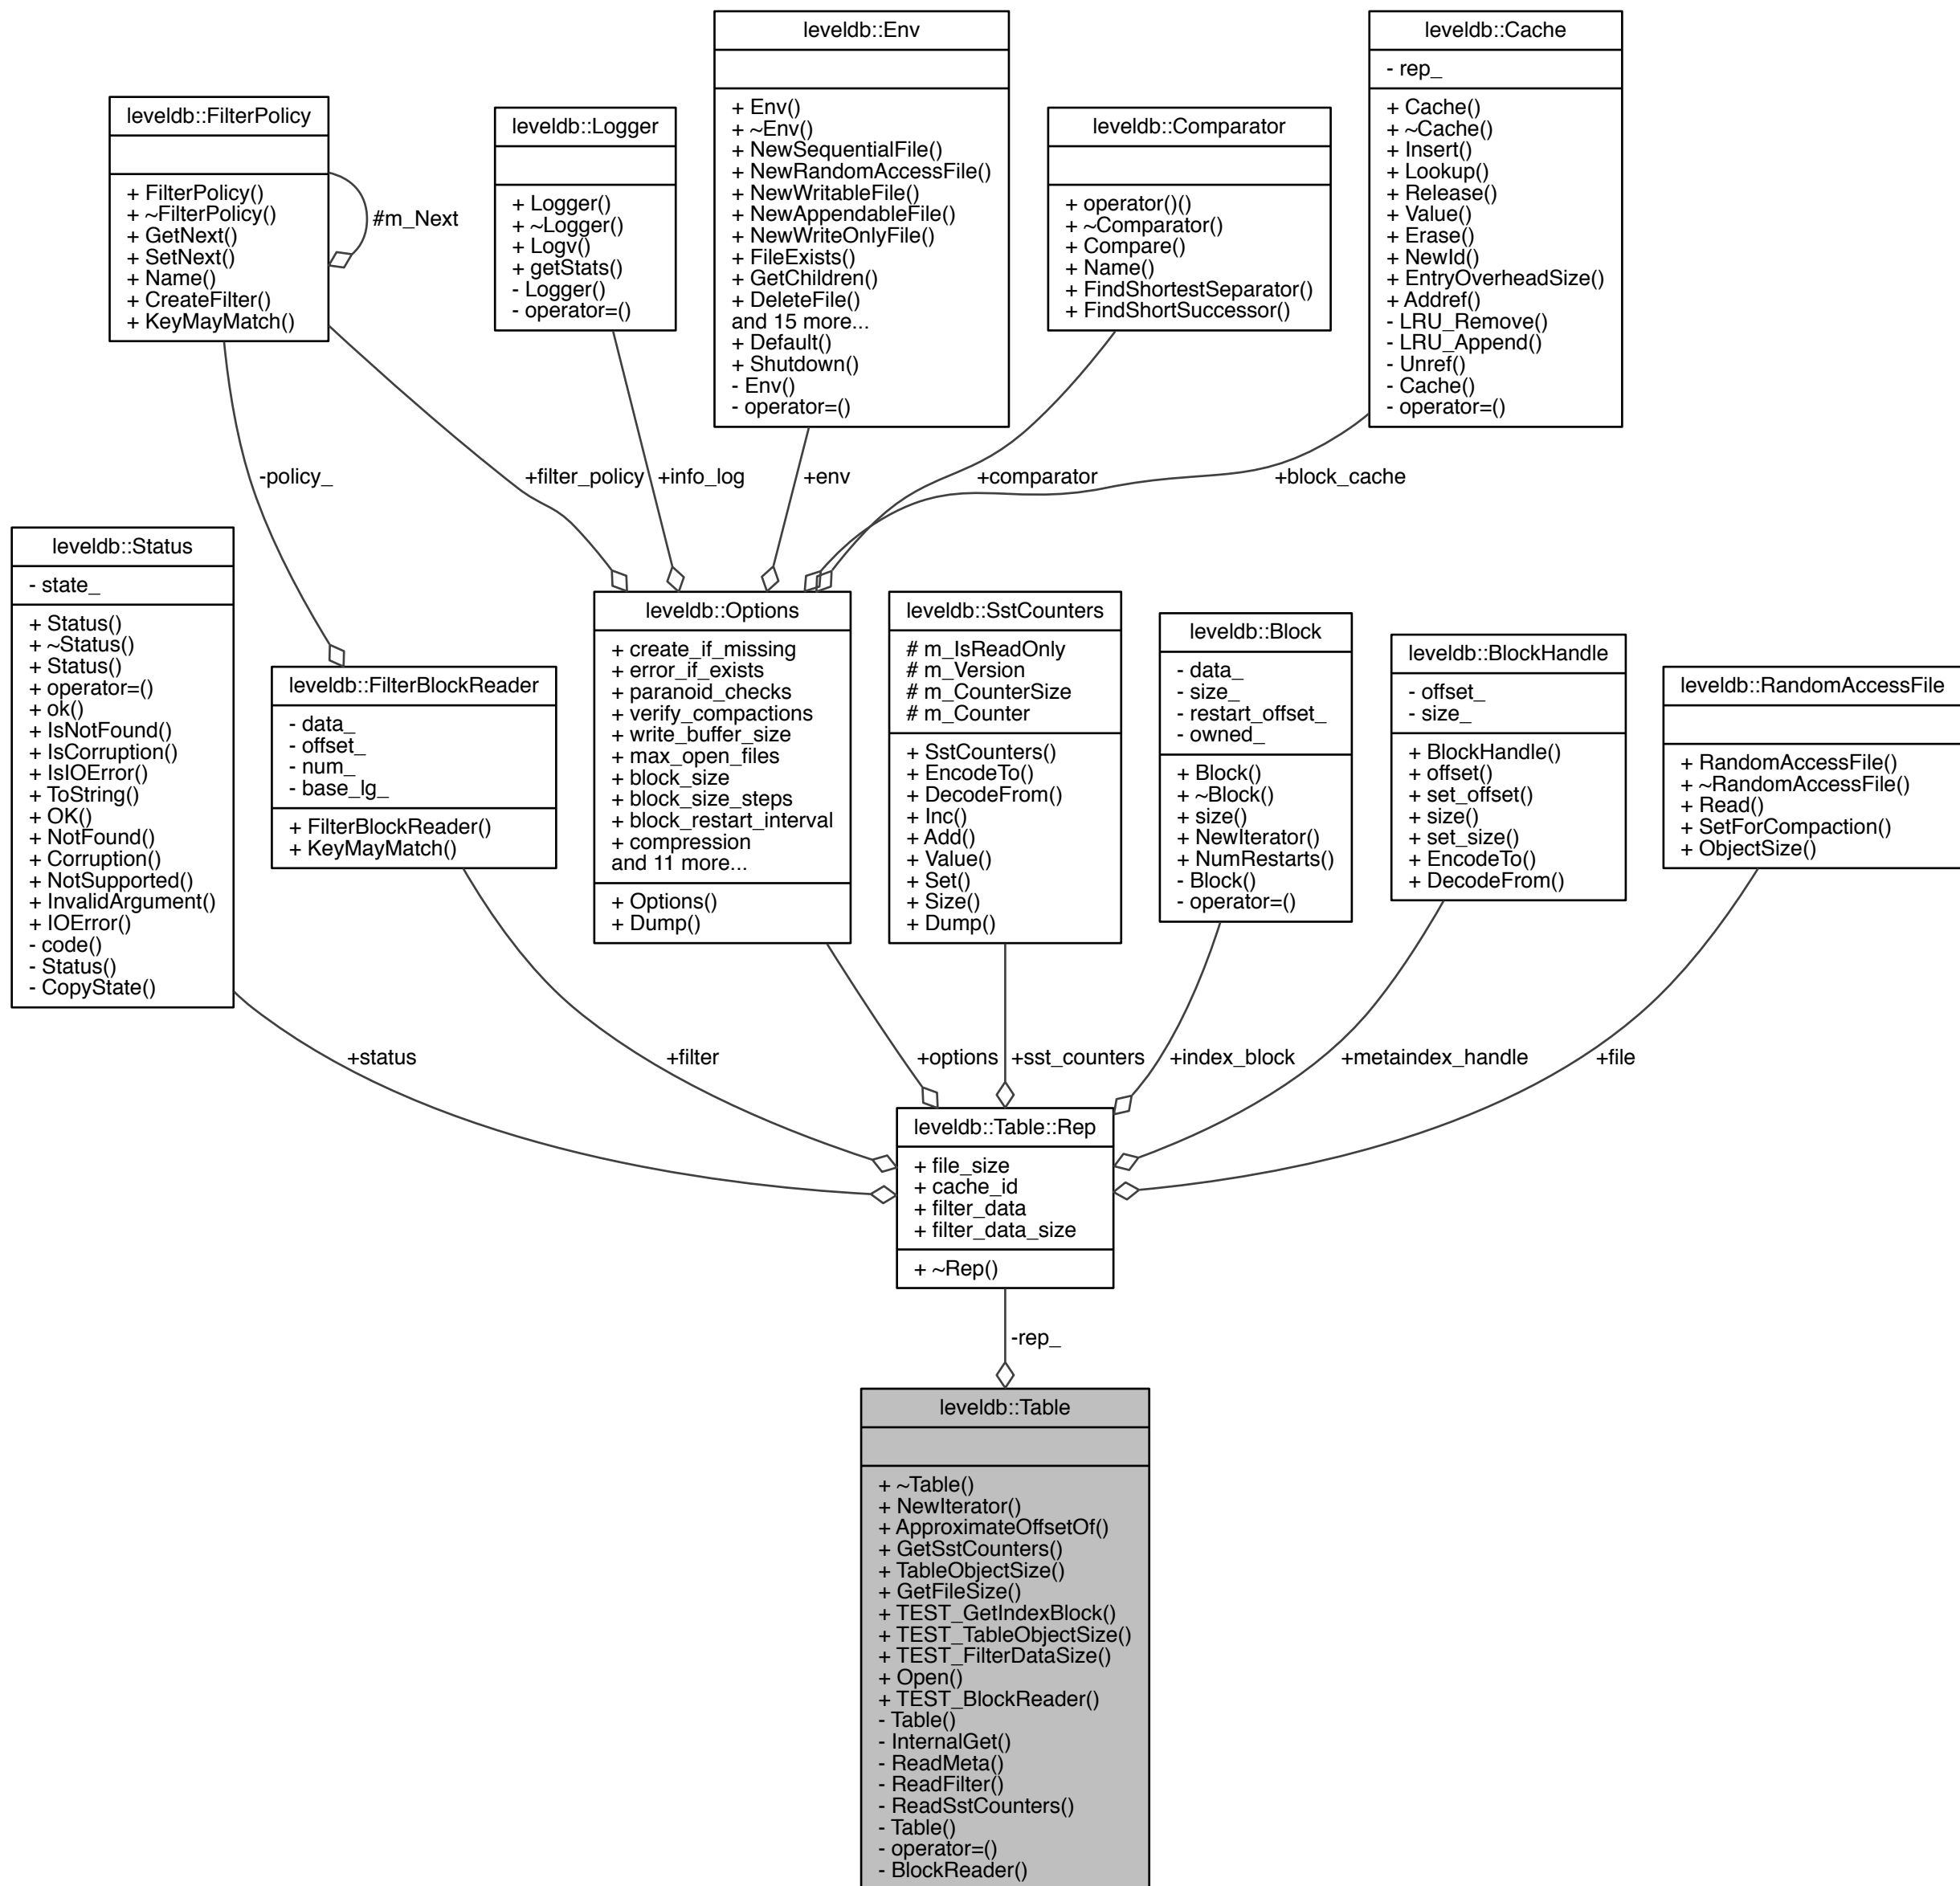 leveldb::Env
+ Env()
+ ~Env()
+ NewSequentialFile()
+ NewRandomAccessFile()
+ NewWritableFile()
+ NewAppendableFile()
+ NewWriteOnlyFile()
+ FileExists()
+ GetChildren()
+ DeleteFile()
and 15 more...
+ Default()
+ Shutdown()
- Env()
- operator=()
leveldb::Cache
- rep_
+ Cache()
+ ~Cache()
+ Insert()
+ Lookup()
+ Release()
+ Value()
+ Erase()
+ NewId()
+ EntryOverheadSize()
+ Addref()
- LRU_Remove()
- LRU_Append()
- Unref()
- Cache()
- operator=()
leveldb::FilterPolicy
+ FilterPolicy()
+ ~FilterPolicy()
+ GetNext()
+ SetNext()
+ Name()
+ CreateFilter()
+ KeyMayMatch()
#m_Next
leveldb::Logger
+ Logger()
+ ~Logger()
+ Logv()
+ getStats()
- Logger()
- operator=()
leveldb::Comparator
+ operator()()
+ ~Comparator()
+ Compare()
+ Name()
+ FindShortestSeparator()
+ FindShortSuccessor()
-policy_
+filter_policy
+info_log
+env
+comparator
+block_cache
leveldb::Status
- state_
+ Status()
+ ~Status()
+ Status()
+ operator=()
+ ok()
+ IsNotFound()
+ IsCorruption()
+ IsIOError()
+ ToString()
+ OK()
+ NotFound()
+ Corruption()
+ NotSupported()
+ InvalidArgument()
+ IOError()
- code()
- Status()
- CopyState()
leveldb::FilterBlockReader
- data_
- offset_
- num_
- base_lg_
+ FilterBlockReader()
+ KeyMayMatch()
leveldb::Options
+ create_if_missing
+ error_if_exists
+ paranoid_checks
+ verify_compactions
+ write_buffer_size
+ max_open_files
+ block_size
+ block_size_steps
+ block_restart_interval
+ compression
and 11 more...
+ Options()
+ Dump()
leveldb::SstCounters
# m_IsReadOnly
# m_Version
# m_CounterSize
# m_Counter
+ SstCounters()
+ EncodeTo()
+ DecodeFrom()
+ Inc()
+ Add()
+ Value()
+ Set()
+ Size()
+ Dump()
leveldb::Block
- data_
- size_
- restart_offset_
- owned_
+ Block()
+ ~Block()
+ size()
+ NewIterator()
+ NumRestarts()
- Block()
- operator=()
leveldb::BlockHandle
- offset_
- size_
+ BlockHandle()
+ offset()
+ set_offset()
+ size()
+ set_size()
+ EncodeTo()
+ DecodeFrom()
leveldb::RandomAccessFile
+ RandomAccessFile()
+ ~RandomAccessFile()
+ Read()
+ SetForCompaction()
+ ObjectSize()
+status
+filter
+options
+sst_counters
+index_block
+metaindex_handle
+file
leveldb::Table::Rep
+ file_size
+ cache_id
+ filter_data
+ filter_data_size
+ ~Rep()
-rep_
leveldb::Table
+ ~Table()
+ NewIterator()
+ ApproximateOffsetOf()
+ GetSstCounters()
+ TableObjectSize()
+ GetFileSize()
+ TEST_GetIndexBlock()
+ TEST_TableObjectSize()
+ TEST_FilterDataSize()
+ Open()
+ TEST_BlockReader()
- Table()
- InternalGet()
- ReadMeta()
- ReadFilter()
- ReadSstCounters()
- Table()
- operator=()
- BlockReader()